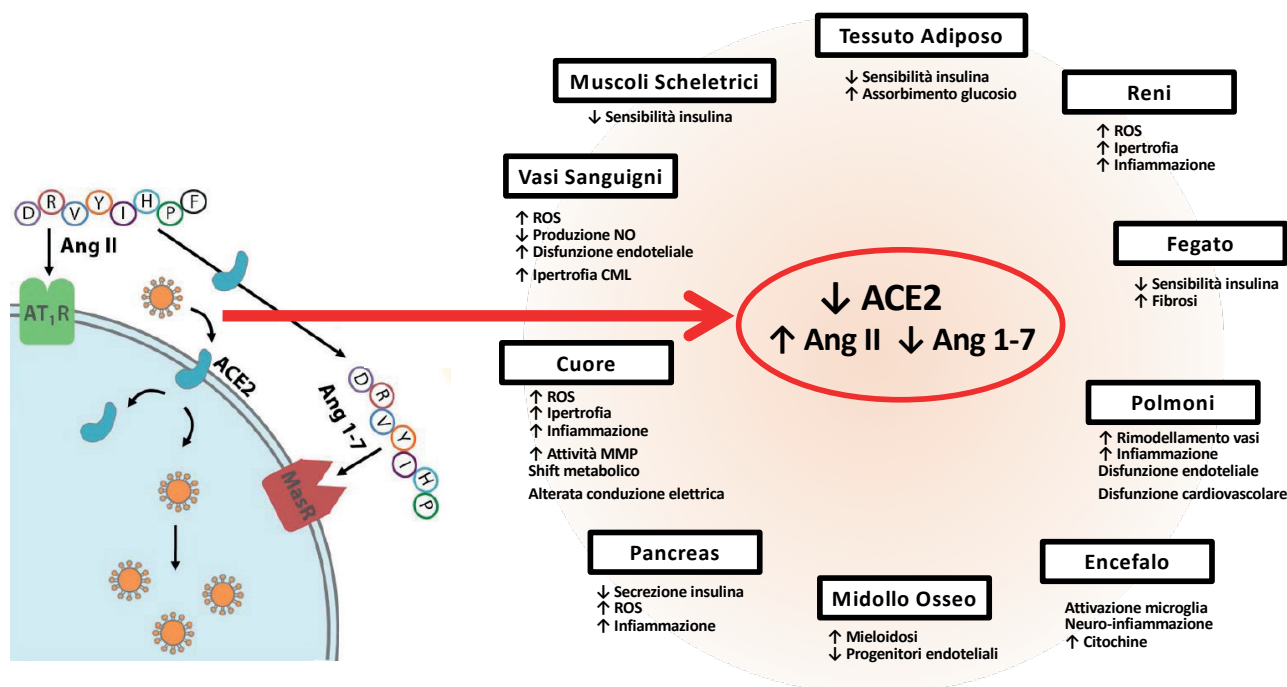 D R V Y I H P F
Ang II
AT1R
ACE2
Ang 1-7
D R V Y I H P
MasR
Tessuto Adiposo
↓ Sensibilità insulina
↑ Assorbimento glucosio
Muscoli Scheletrici
↓ Sensibilità insulina
Reni
↑ ROS
↑ Ipertrofia
↑ Infiammazione
Vasi Sanguigni
↑ ROS
↓ Produzione NO
↑ Disfunzione endoteliale
↑ Ipertrofia CML
Fegato
↓ Sensibilità insulina
↑ Fibrosi
↓ ACE2
↑ Ang II ↓ Ang 1-7
Cuore
↑ ROS
↑ Ipertrofia
↑ Infiammazione
↑ Attività MMP
Shift metabolico
Alterata conduzione elettrica
Polmoni
↑ Rimodellamento vasi
↑ Infiammazione
Disfunzione endoteliale
Disfunzione cardiovascolare
Pancreas
↓ Secrezione insulina
↑ ROS
↑ Infiammazione
Midollo Osseo
↑ Mieloidosi
↓ Progenitori endoteliali
Encefalo
Attivazione microglia
Neuro-infiammazione
↑ Citochine